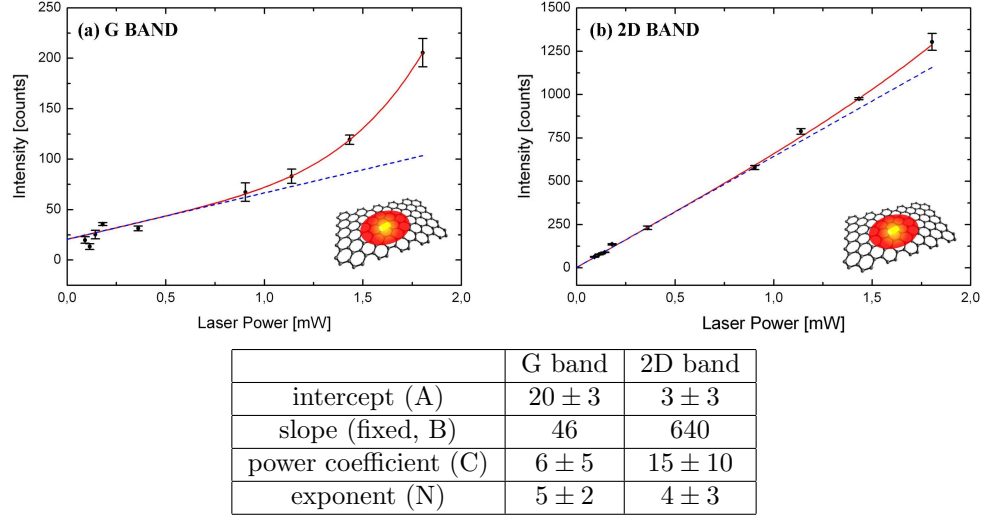 (a) G BAND
Intensity [counts]
200
150
100
50
0
0,0 0,5 1,0 1,5 2,0
Laser Power [mW]
(b) 2D BAND
Intensity [counts]
1500
1250
1000
750
500
250
0
0,0 0,5 1,0 1,5 2,0
Laser Power [mW]
G band 2D band
intercept (A) 20 ± 3 3 ± 3
slope (fixed, B) 46 640
power coefficient (C) 6 ± 5 15 ± 10
exponent (N) 5 ± 2 4 ± 3